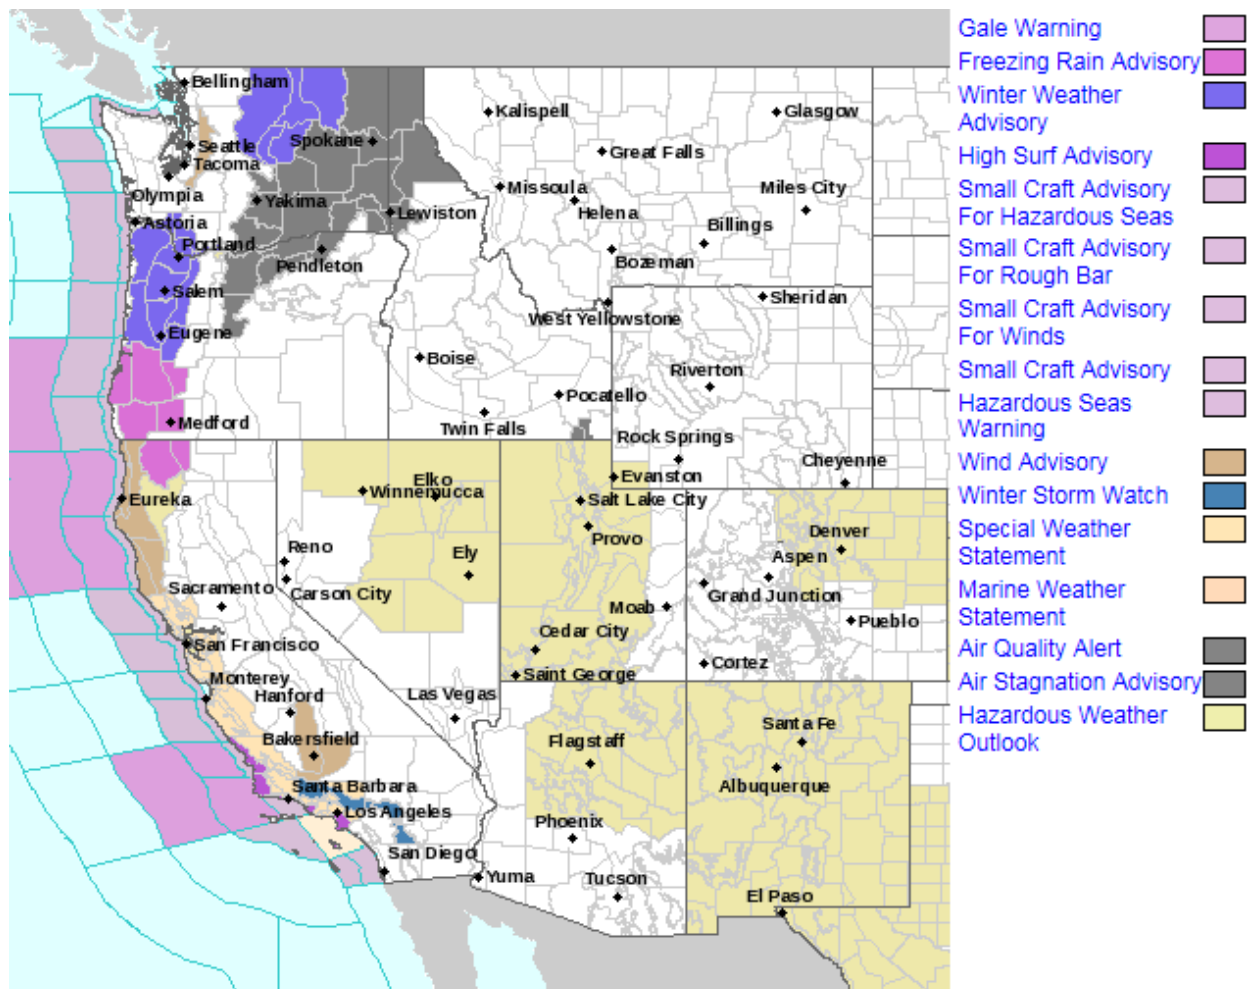 Bellingham
Seattle
Tacoma
Olympia
Spokane
Yakima
Lewiston
Astoria
Portland
Pendleton
Salem
Eugene
Medford
Kalispell
Glasgow
Great Falls
Missoula
Helena
Miles City
Billings
Bozeman
West Yellowstone
Sheridan
Boise
Riverton
Pocatello
Twin Falls
Rock Springs
Evanston
Cheyenne
Eureka
Elko
Winnemucca
Salt Lake City
Provo
Denver
Aspen
Reno
Ely
Carson City
Sacramento
Moab
Grand Junction
Pueblo
San Francisco
Cedar City
Saint George
Cortez
Monterey
Hanford
Las Vegas
Bakersfield
Flagstaff
Santa Fe
Albuquerque
Santa Barbara
Los Angeles
Phoenix
San Diego
Yuma
Tucson
El Paso
Gale Warning
Freezing Rain Advisory
Winter Weather
Advisory
High Surf Advisory
Small Craft Advisory
For Hazardous Seas
Small Craft Advisory
For Rough Bar
Small Craft Advisory
For Winds
Small Craft Advisory
Hazardous Seas
Warning
Wind Advisory
Winter Storm Watch
Special Weather
Statement
Marine Weather
Statement
Air Quality Alert
Air Stagnation Advisory
Hazardous Weather
Outlook